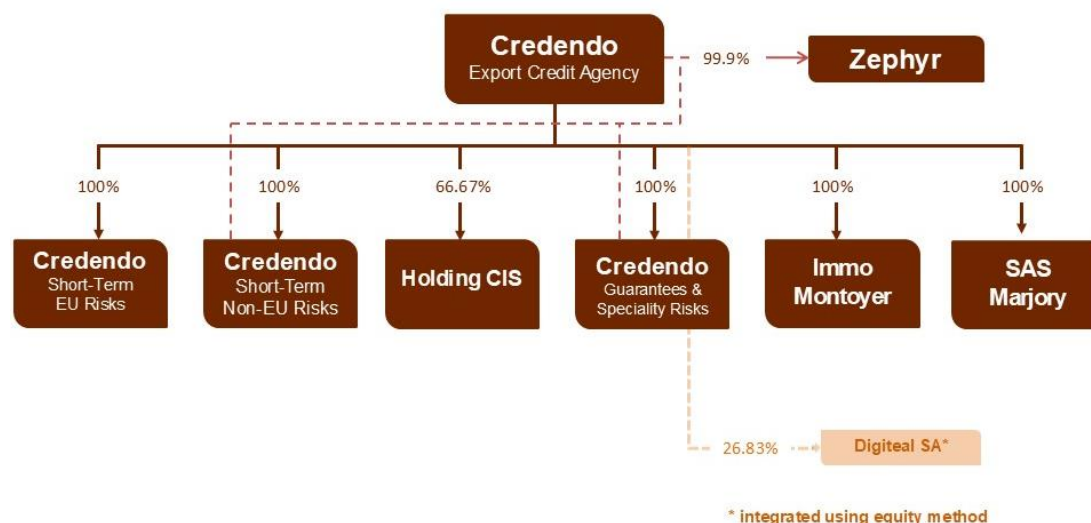 Credendo
Export Credit Agency
99.9%
Zephyr
100%
100%
66.67%
100%
100%
100%
Credendo
Short-Term
EU Risks
Credendo
Short-Term
Non-EU Risks
Holding CIS
Credendo
Guarantees &
Speciality Risks
Immo
Montoyer
SAS
Marjory
26.83%
Digiteal SA*
* integrated using equity method